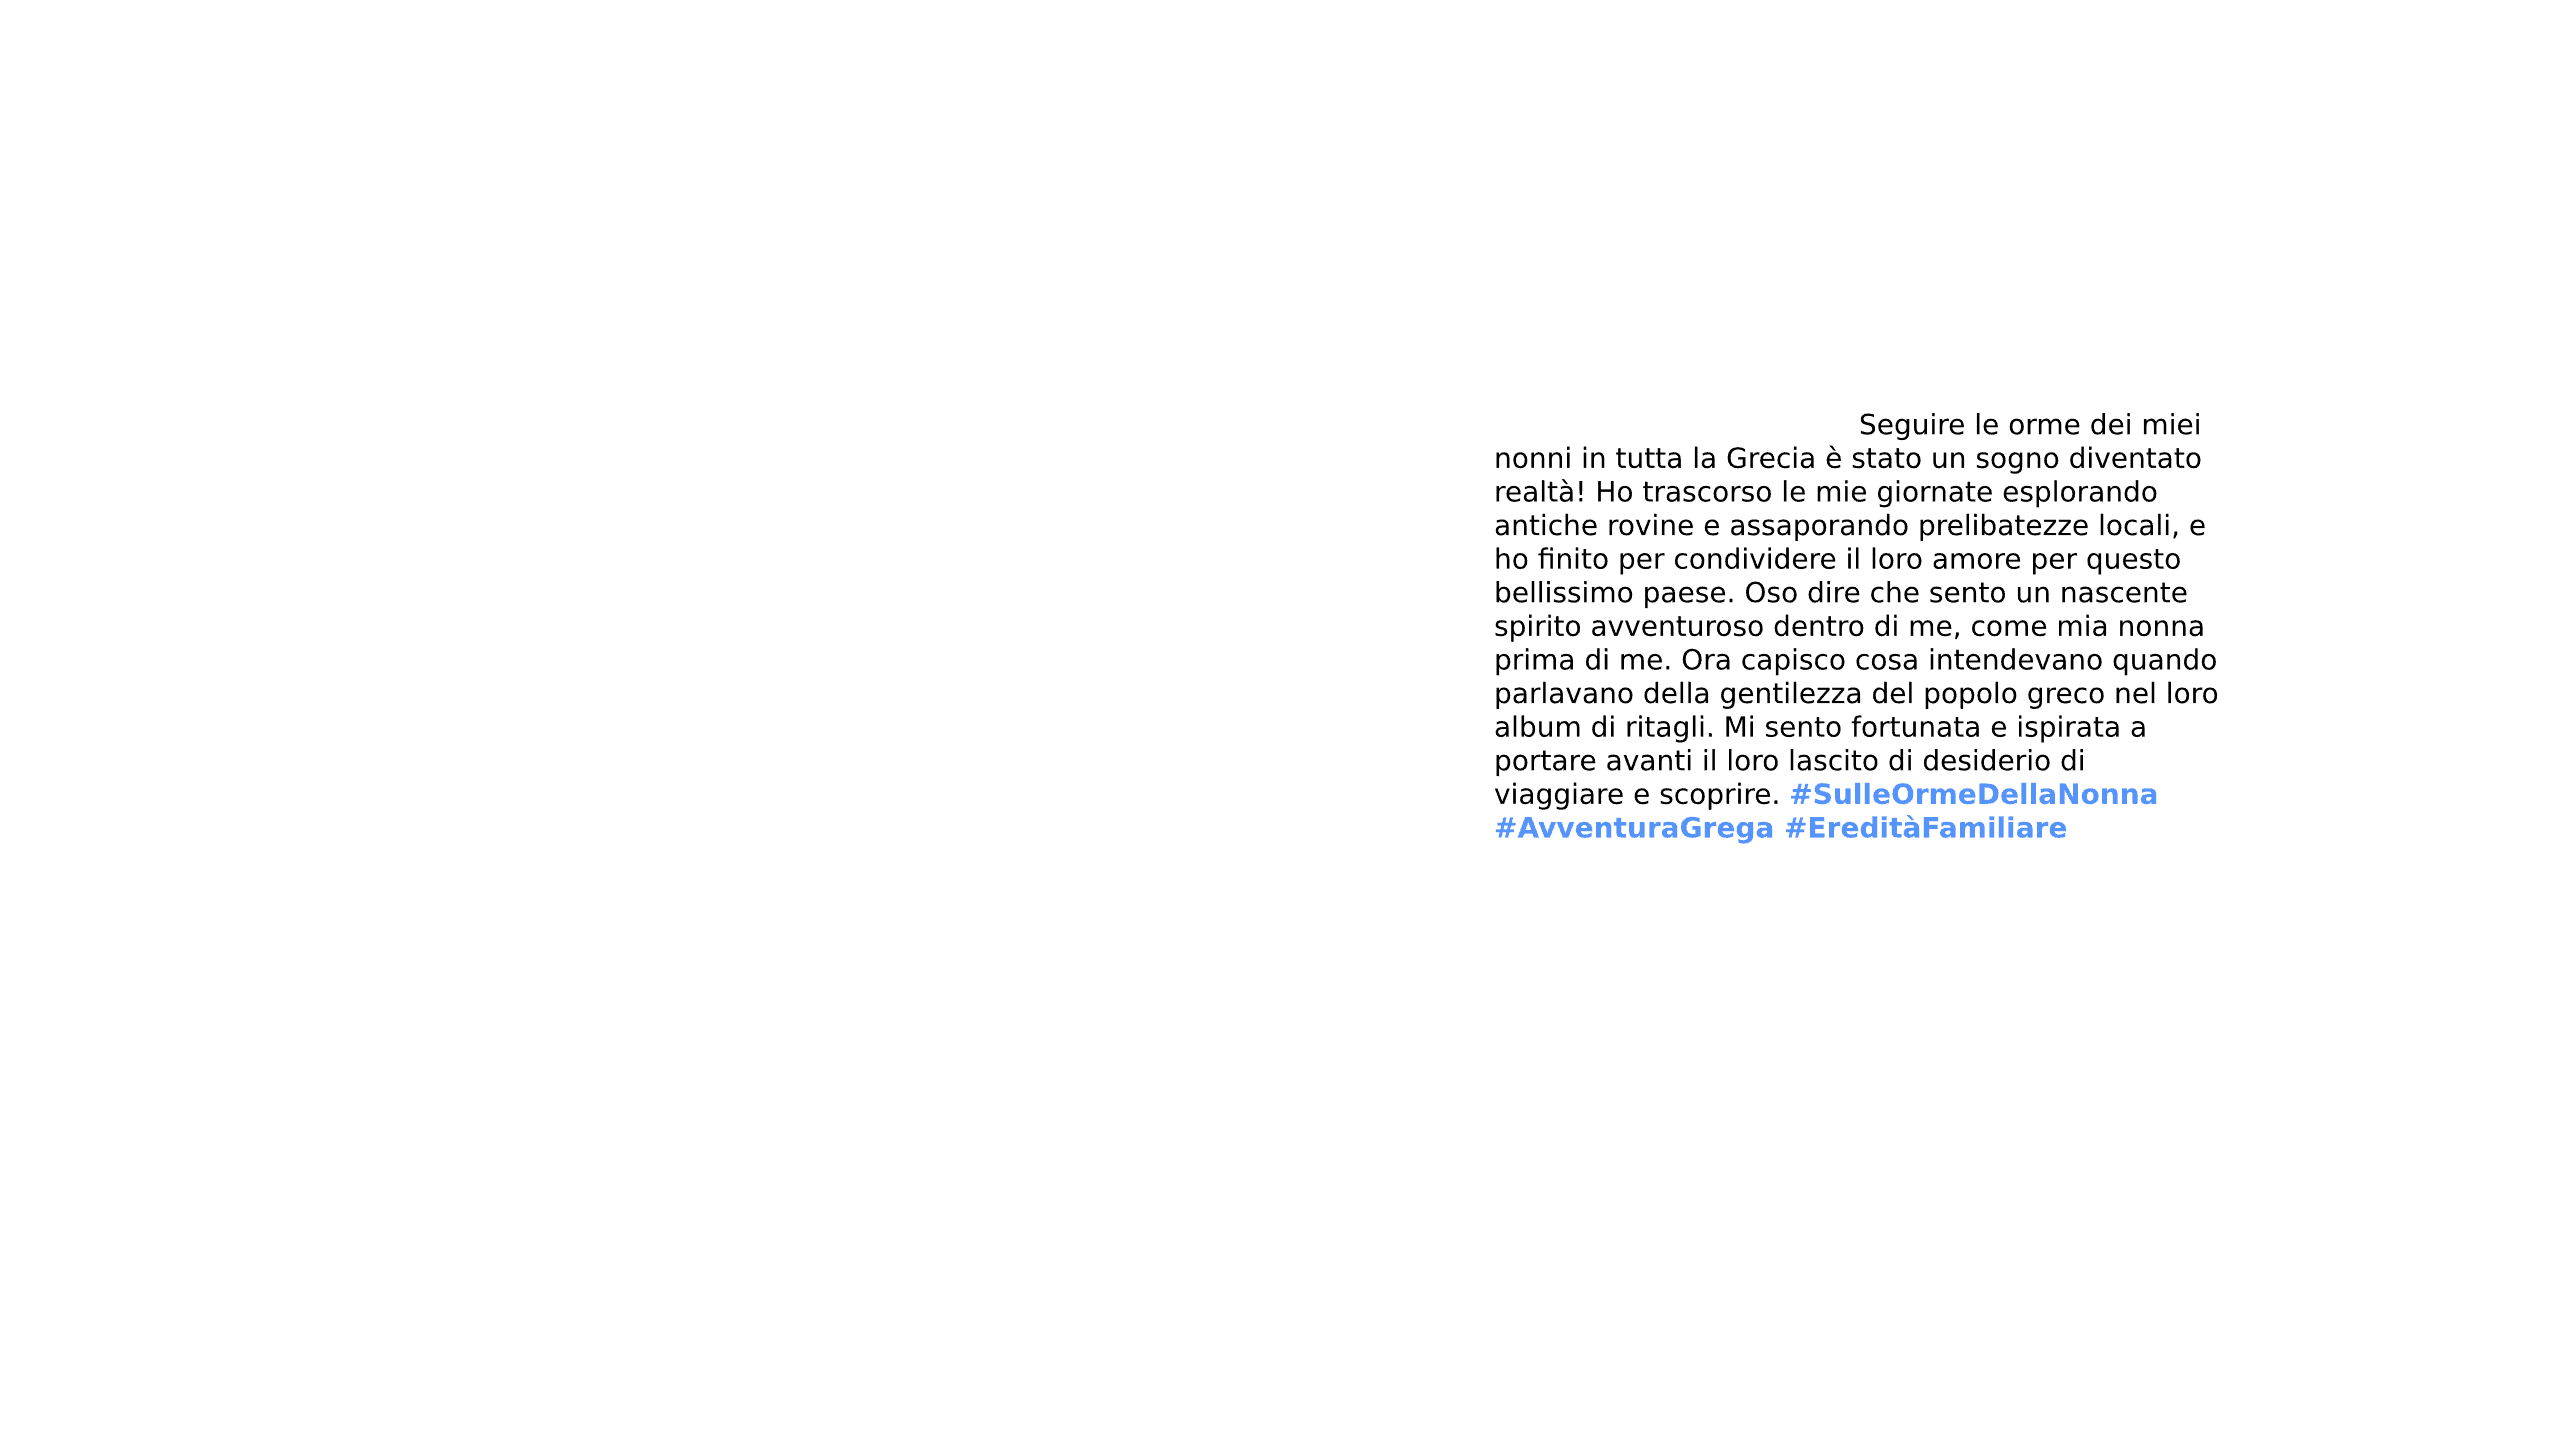 Seguire le orme dei miei
nonni in tutta la Grecia è stato un sogno diventato
realtà! Ho trascorso le mie giornate esplorando
antiche rovine e assaporando prelibatezze locali, e
ho finito per condividere il loro amore per questo
bellissimo paese. Oso dire che sento un nascente
spirito avventuroso dentro di me, come mia nonna
prima di me. Ora capisco cosa intendevano quando
parlavano della gentilezza del popolo greco nel loro
album di ritagli. Mi sento fortunata e ispirata a
portare avanti il loro lascito di desiderio di
viaggiare e scoprire. #SulleOrmeDellaNonna
#AvventuraGrega #EreditàFamiliare